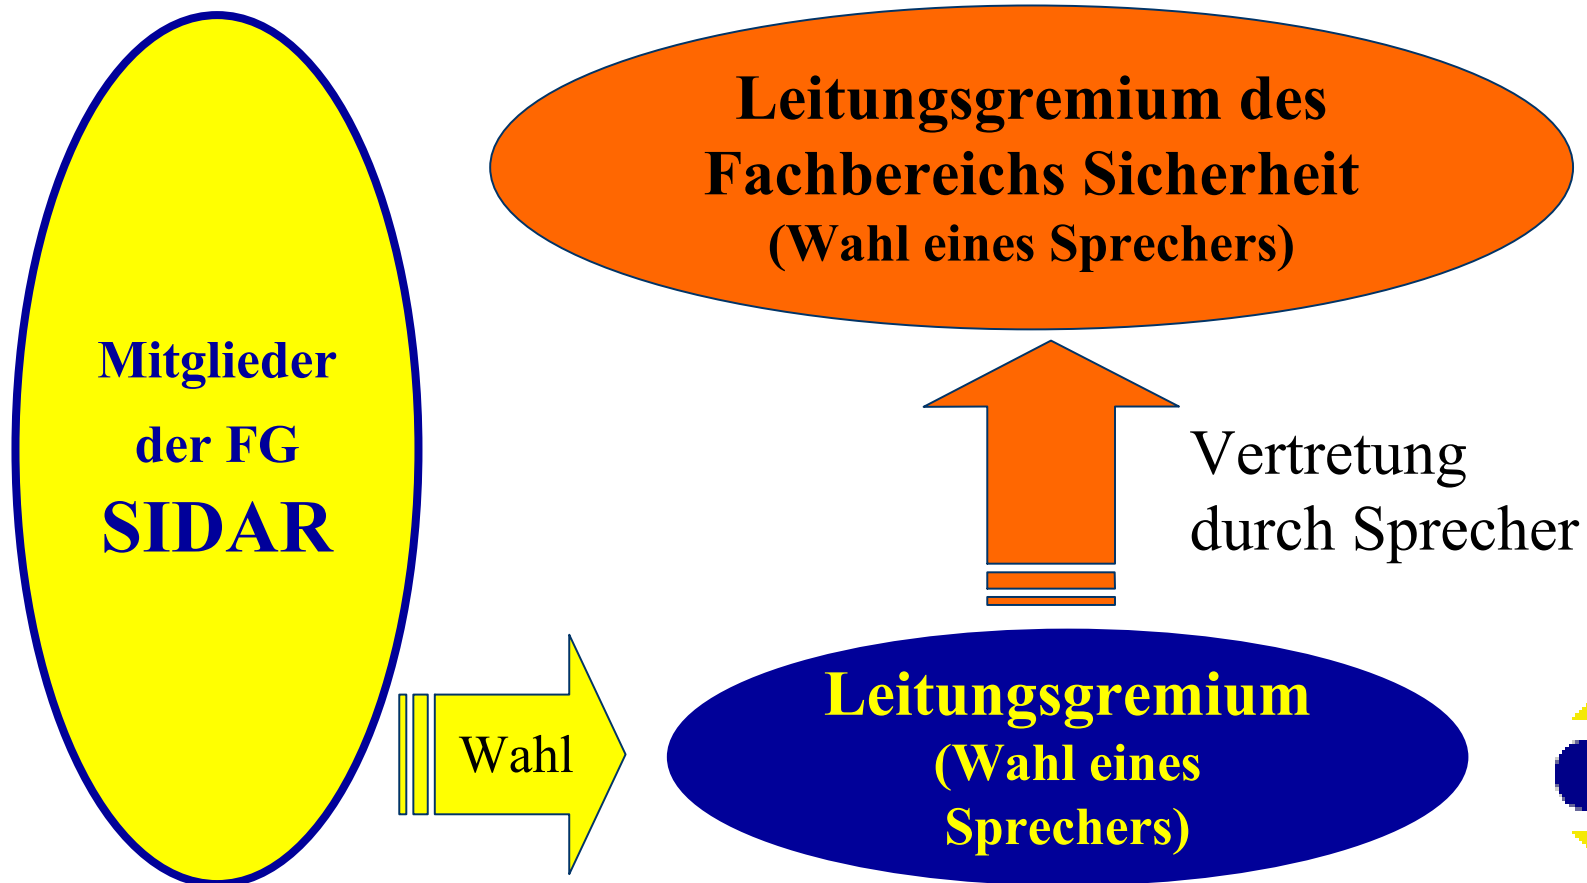 Mitglieder
der FG
SIDAR
Leitungsgremium des
Fachbereichs Sicherheit
(Wahl eines Sprechers)
Vertretung
durch Sprecher
Wahl
Leitungsgremium
(Wahl eines
Sprechers)